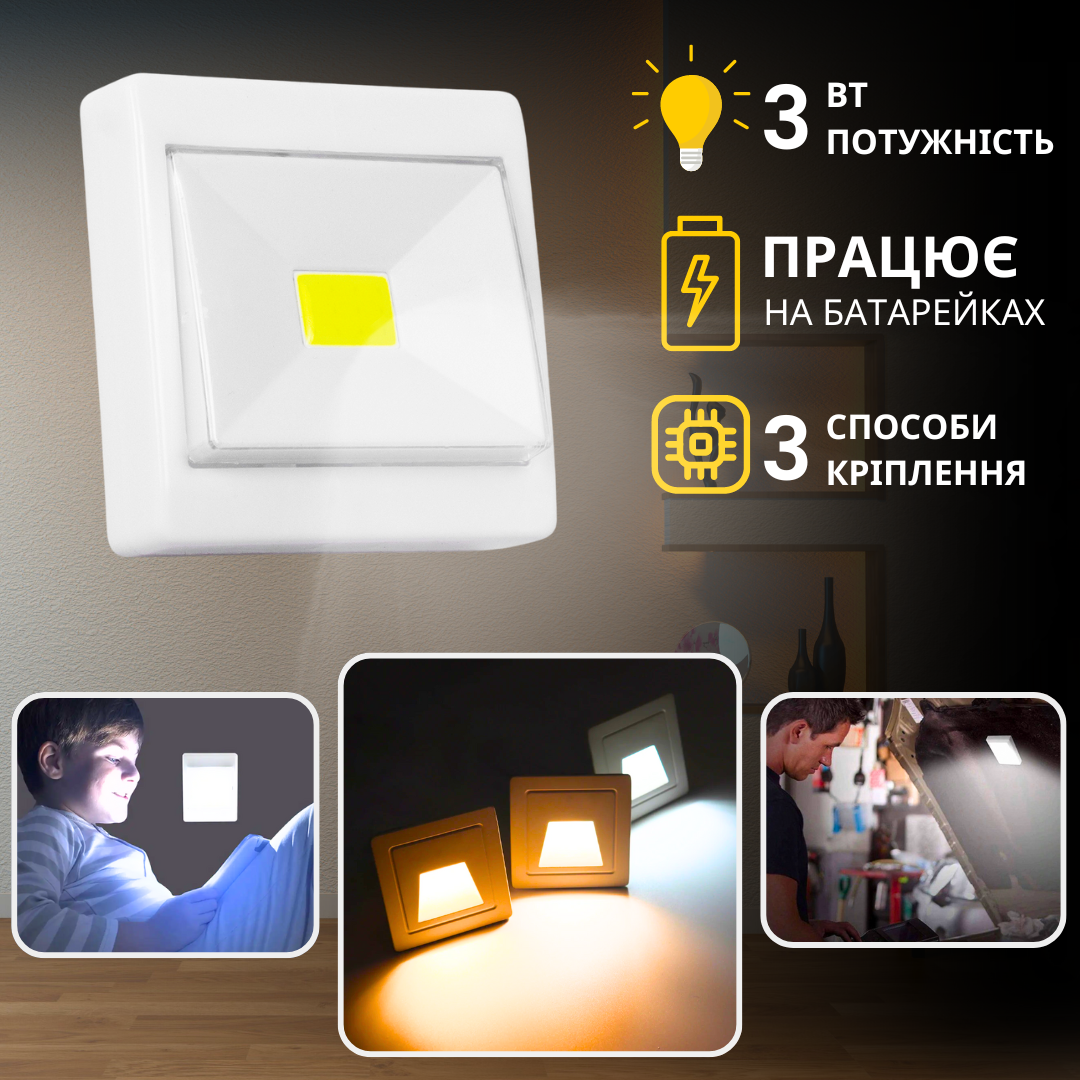 3 ВТ
ПОТУЖНІСТЬ
ПРАЦЮЄ
НА БАТАРЕЙКАХ
3 СПОСОБИ
КРІПЛЕННЯ